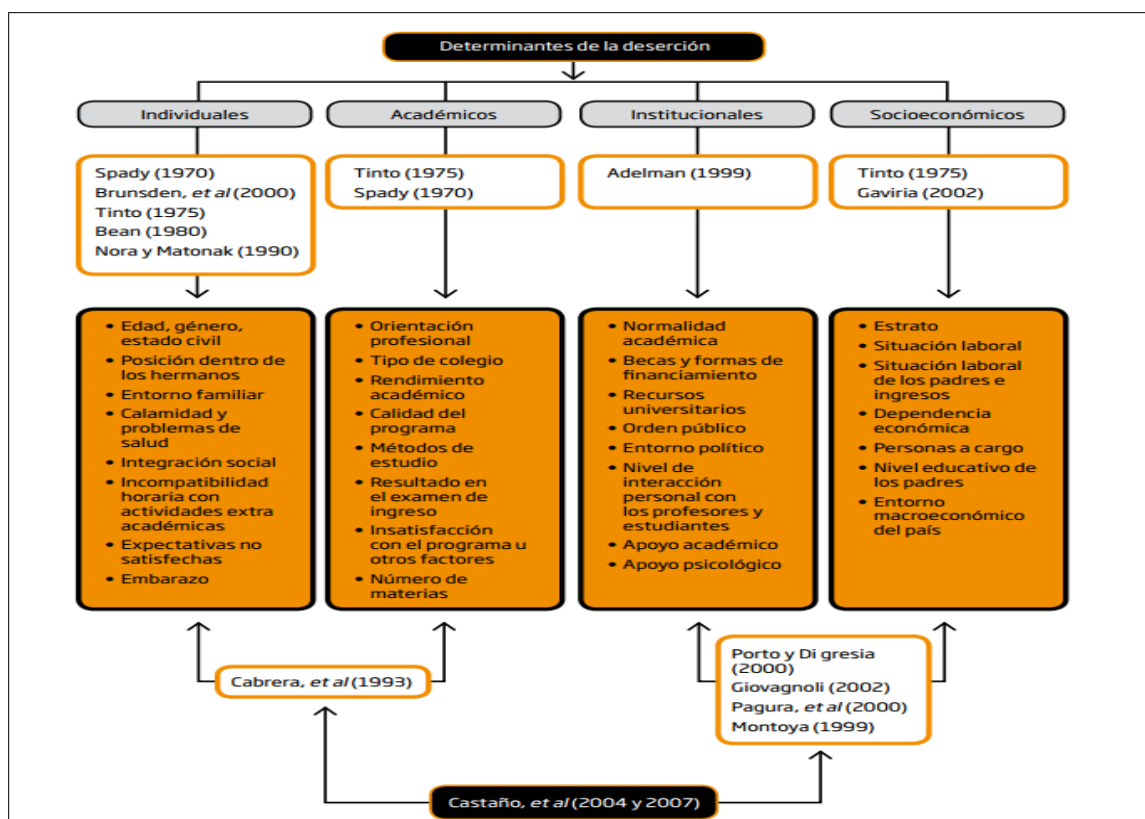 Determinantes de la deserción
Individuales
Académicos
Institucionales
Socioeconómicos
Spady (1970)
Brunsden, et al (2000)
Tinto (1975)
Bean (1980)
Nora y Matonak (1990)
Tinto (1975)
Spady (1970)
Adelman (1999)
Tinto (1975)
Gaviria (2002)
• Edad, género,
estado civil
• Posición dentro de
los hermanos
• Entorno familiar
• Calamidad y
problemas de
salud
• Integración social
• Incompatibilidad
horaria con
actividades extra
académicas
• Expectativas no
satisfechas
• Embarazo
• Orientación
profesional
• Tipo de colegio
• Rendimiento
académico
• Calidad del
programa
• Métodos de
estudio
• Resultado en
el examen de
ingreso
• Insatisfacción
con el programa u
otros factores
• Número de
materias
• Normalidad
académica
• Becas y formas de
financiamiento
• Recursos
universitarios
• Orden público
• Entorno político
• Nivel de
interacción
personal con
los profesores y
estudiantes
• Apoyo académico
• Apoyo psicológico
• Estrato
• Situación laboral
• Situación laboral
de los padres e
ingresos
• Dependencia
económica
• Personas a cargo
• Nivel educativo de
los padres
• Entorno
macroeconómico
del país
Cabrera, et al (1993)
Porto y Di gresia
(2000)
Giovagnoli (2002)
Pagura, et al (2000)
Montoya (1999)
Castaño, et al (2004 y 2007)